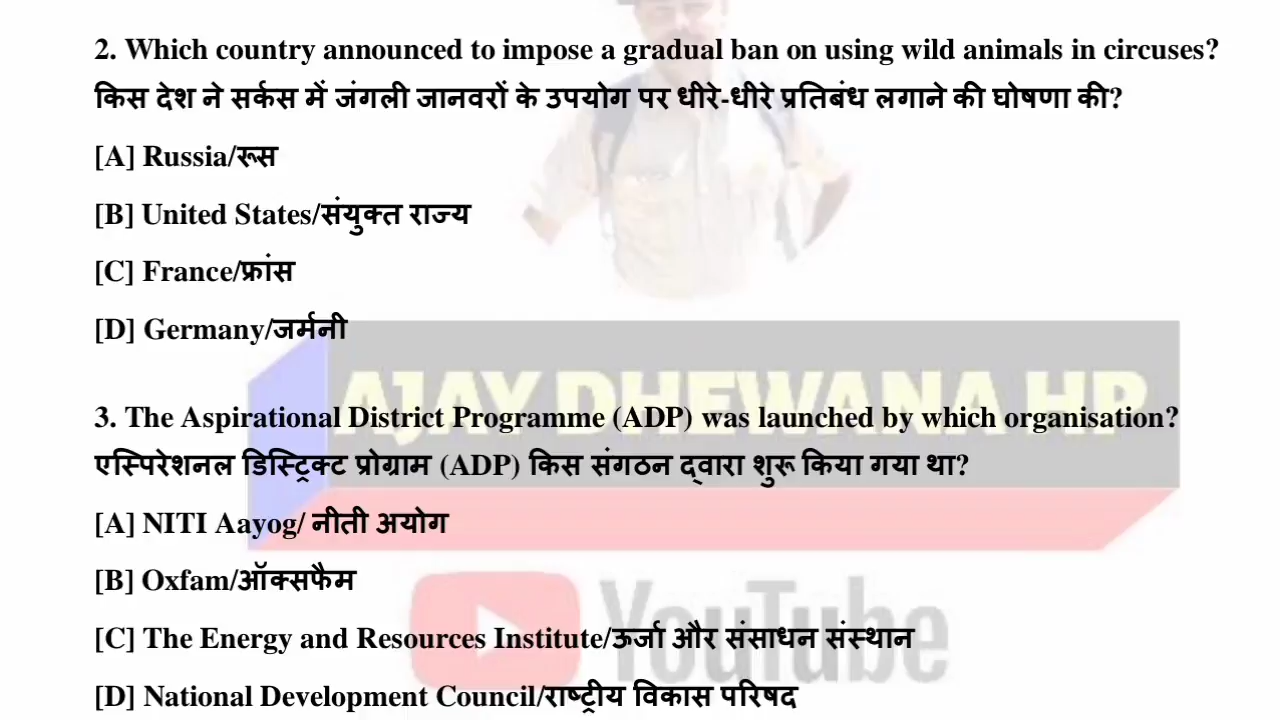 2. Which country announced to impose a gradual ban on using wild animals in circuses?
किस देश ने सर्कस में जंगली जानवरों के उपयोग पर धीरे-धीरे प्रतिबंध लगाने की घोषणा की?
[A] Russia/रूस
[B] United States/संयुक्त राज्य
[C] France/फ्रांस
[D] Germany/जर्मनी
AJAY DHEWANA HP
3. The Aspirational District Programme (ADP) was launched by which organisation?
एस्पिरेशनल डिस्ट्रिक्ट प्रोग्राम (ADP) किस संगठन द्वारा शुरू किया गया था?
[A] NITI Aayog/ नीती अयोग
[B] Oxfam/ऑक्सफैम
[C] The Energy and Resources Institute/ऊर्जा और संसाधन संस्थान
YouTube
[D] National Development Council/राष्ट्रीय विकास परिषद